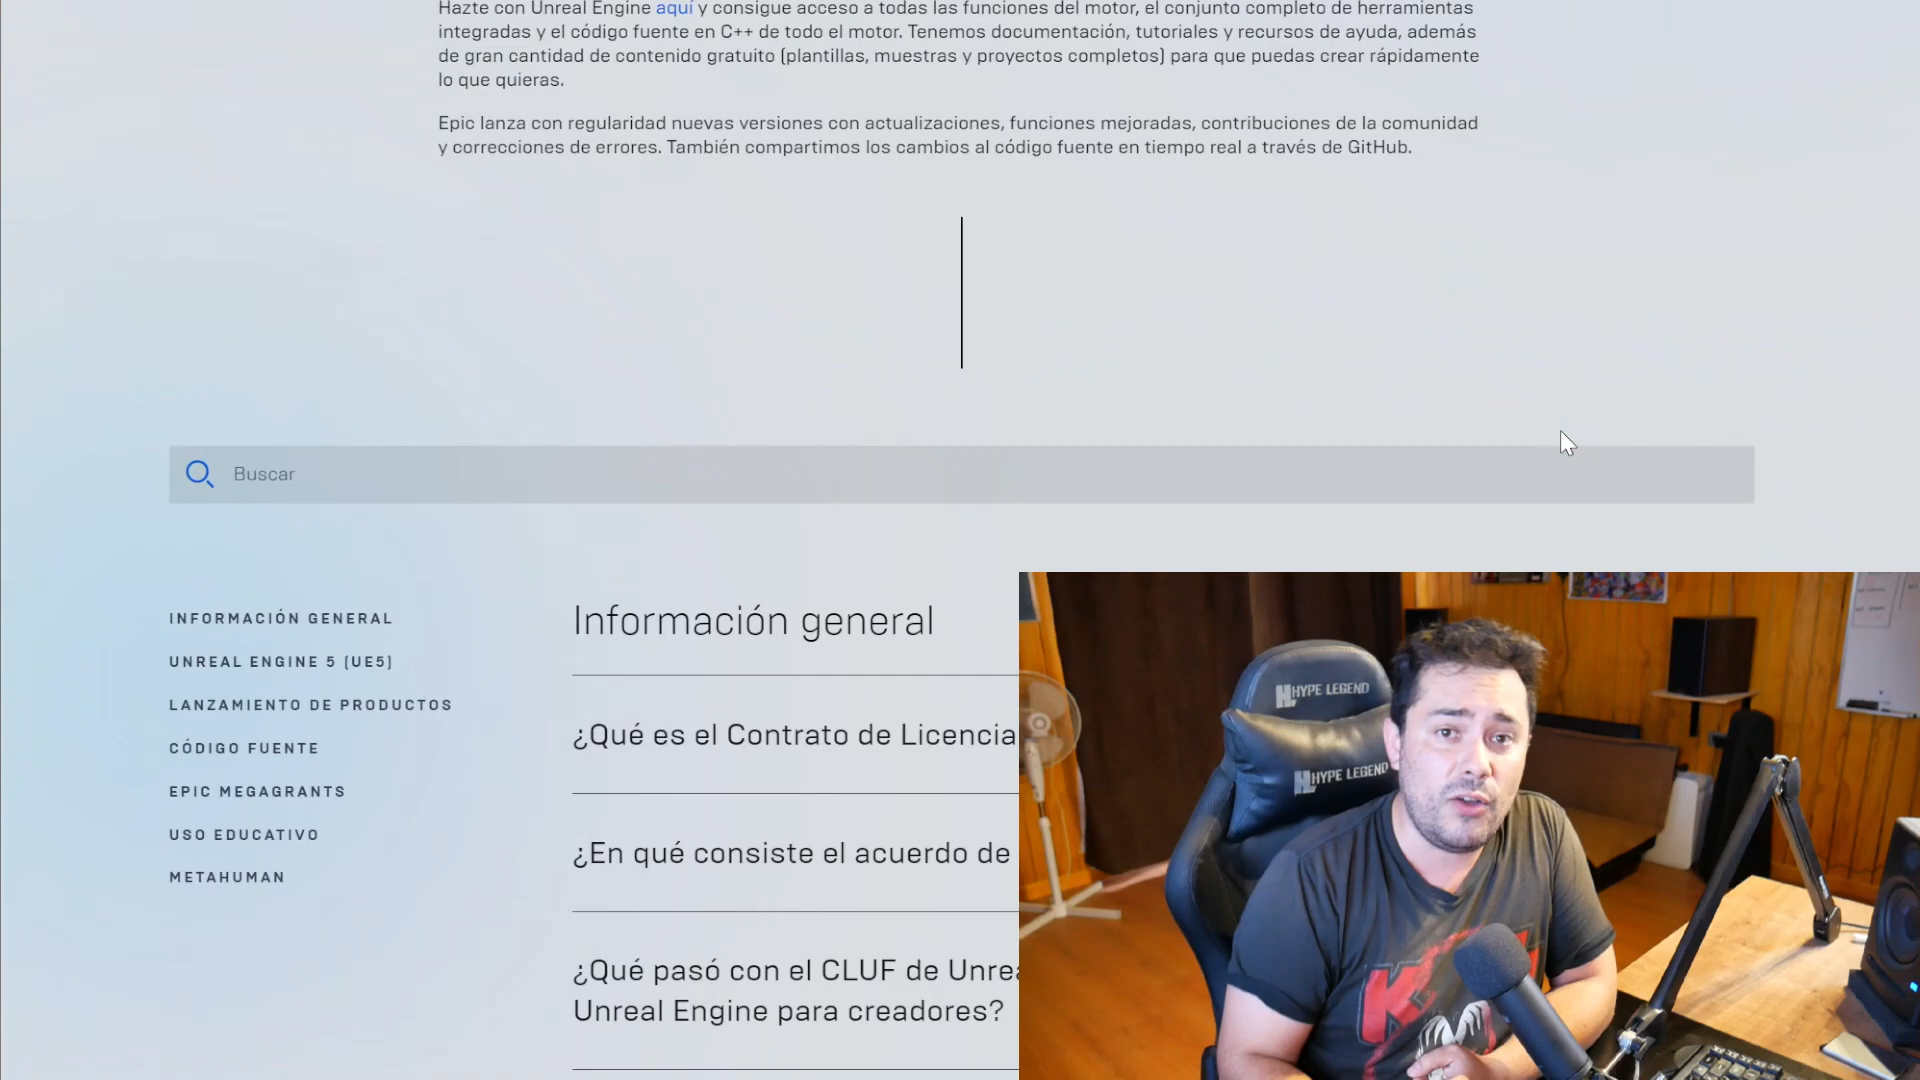 Hazte con Unreal Engine aquí y consigue acceso a todas las funciones del motor, el conjunto completo de herramientas
integradas y el código fuente en C++ de todo el motor. Tenemos documentación, tutoriales y recursos de ayuda, además
de gran cantidad de contenido gratuito (plantillas, muestras y proyectos completos) para que puedas crear rápidamente
lo que quieras.
Epic lanza con regularidad nuevas versiones con actualizaciones, funciones mejoradas, contribuciones de la comunidad
y correcciones de errores. También compartimos los cambios al código fuente en tiempo real a través de GitHub.
Buscar
INFORMACIÓN GENERAL
UNREAL ENGINE 5 (UE5)
LANZAMIENTO DE PRODUCTOS
CÓDIGO FUENTE
EPIC MEGAGRANTS
USO EDUCATIVO
METAHUMAN
Información general
¿Qué es el Contrato de Licencia
¿En qué consiste el acuerdo de
¿Qué pasó con el CLUF de Unrea
Unreal Engine para creadores?
HYPE LEGEND
HYPE LEGEND